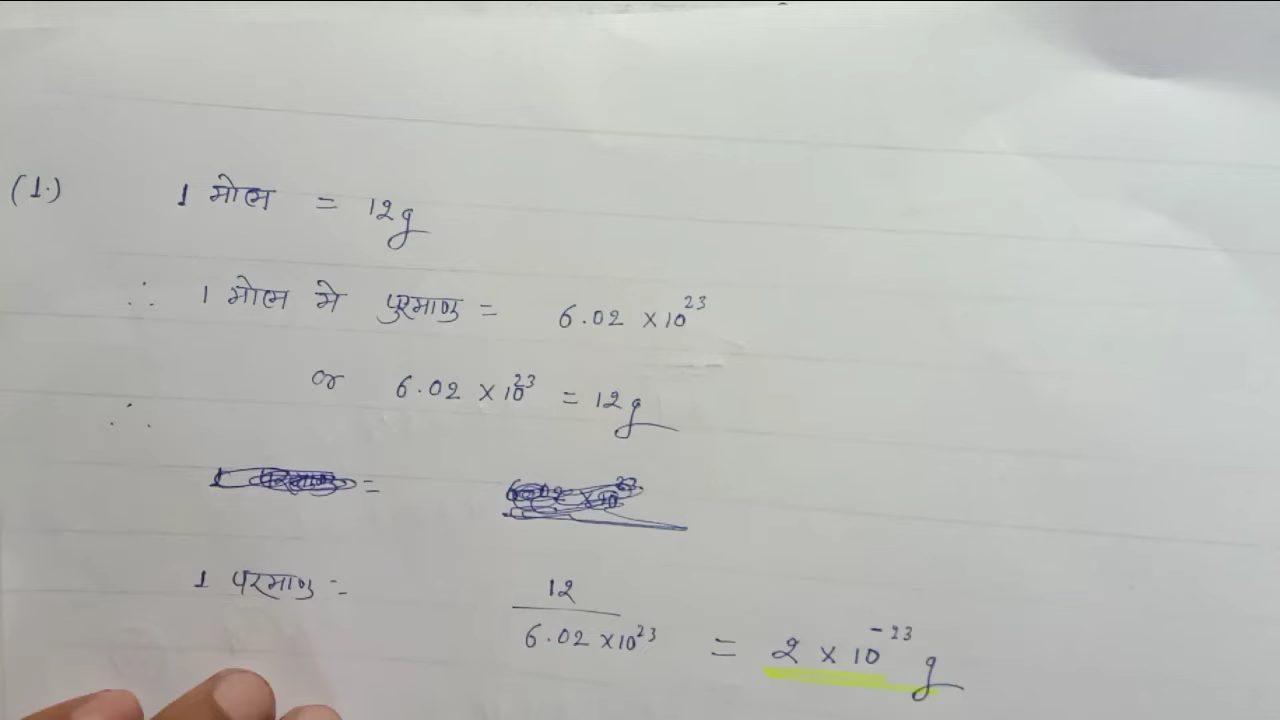 (1.) 1 मोल = 12g
∴ 1 मोल मे परमाणु = 6.02 × 10²³
or 6.02 × 10²³ = 12g
∴
=
1 परमाणु = 12 / 6.02 × 10²³ = 2 × 10⁻²³ g